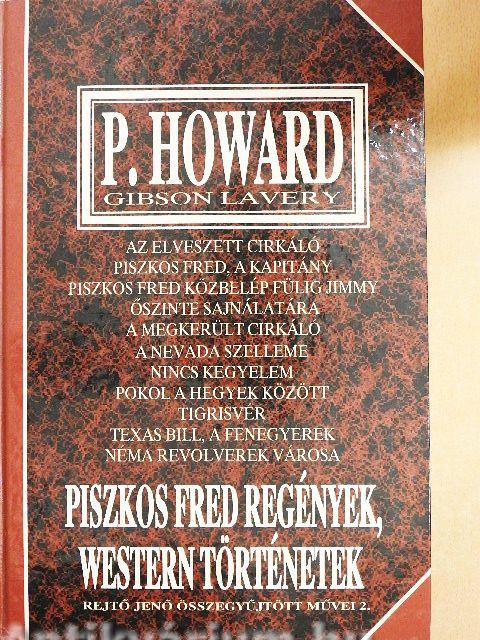 P. HOWARD
GIBSON LAVERY
AZ ELVESZETT CIRKÁLÓ
PISZKOS FRED, A KAPITÁNY
PISZKOS FRED KÖZBELÉP FÜLIG JIMMY
ŐSZINTE SAJNÁLATÁRA
A MEGKERÜLT CIRKÁLÓ
A NEVADA SZELLEME
NINCS KEGYELEM
POKOL A HEGYEK KÖZÖTT
TIGRISVÉR
TEXAS BILL, A FENEGYEREK
NÉMA REVOLVEREK VÁROSA
PISZKOS FRED REGÉNYEK,
WESTERN TÖRTÉNETEK
REJTŐ JENŐ ÖSSZEGYŰJTÖTT MŰVEI 2.